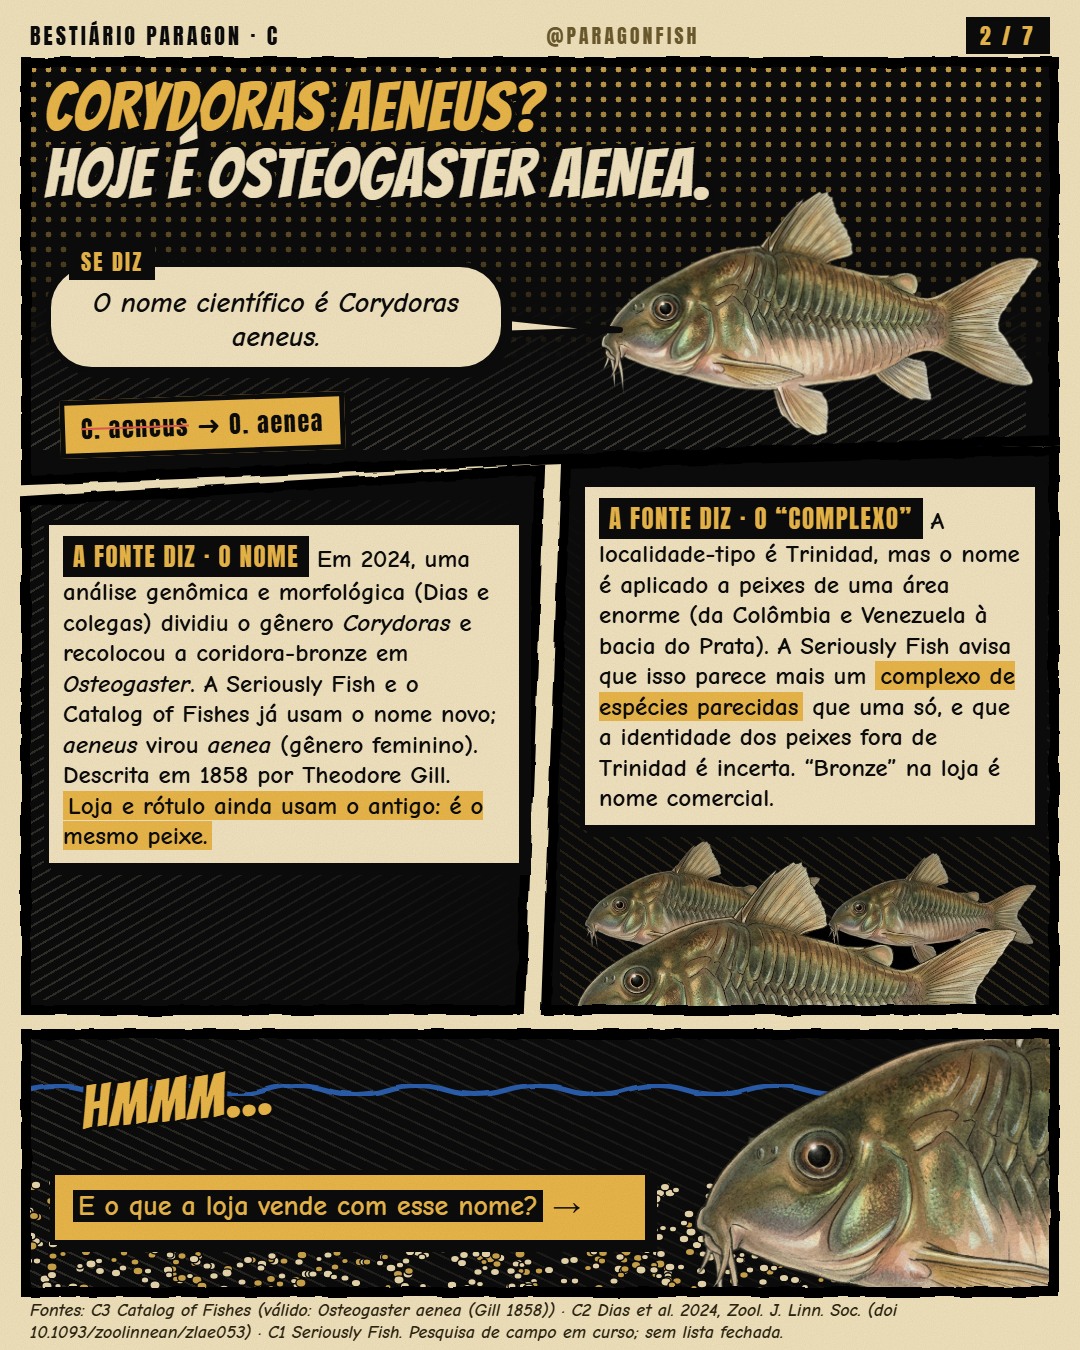 BESTIÁRIO PARAGON · C
@PARAGONFISH
2 / 7
CORYDORAS AENEUS?
HOJE É OSTEOGASTER AENEA.
SE DIZ
O nome científico é Corydoras
aeneus.
C. aeneus → O. aenea
A FONTE DIZ · O NOME Em 2024, uma
análise genômica e morfológica (Dias e
colegas) dividiu o gênero Corydoras e
recolocou a coridora-bronze em
Osteogaster. A Seriously Fish e o
Catalog of Fishes já usam o nome novo;
aeneus virou aenea (gênero feminino).
Descrita em 1858 por Theodore Gill.
Loja e rótulo ainda usam o antigo: é o
mesmo peixe.
A FONTE DIZ · O “COMPLEXO” A
localidade-tipo é Trinidad, mas o nome
é aplicado a peixes de uma área
enorme (da Colômbia e Venezuela à
bacia do Prata). A Seriously Fish avisa
que isso parece mais um complexo de
espécies parecidas que uma só, e que
a identidade dos peixes fora de
Trinidad é incerta. “Bronze” na loja é
nome comercial.
HMMM...
E o que a loja vende com esse nome? →
Fontes: C3 Catalog of Fishes (válido: Osteogaster aenea (Gill 1858)) · C2 Dias et al. 2024, Zool. J. Linn. Soc. (doi
10.1093/zoolinnean/zlae053) · C1 Seriously Fish. Pesquisa de campo em curso; sem lista fechada.